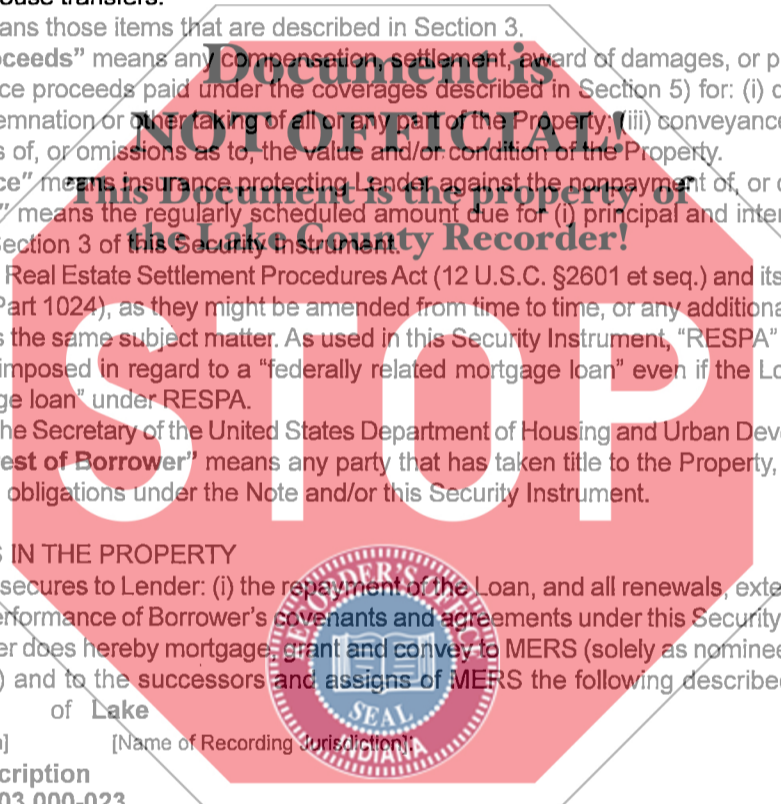 ouse transfers.
ans those items that are described in Section 3.
ceeds” means any compensation, settlement, award of damages, or p
ce proceeds paid under the coverages described in Section 5) for: (i) d
emnation or other taking of all or any part of the Property; (iii) conveyance
s of, or omissions as to, the value and/or condition of the Property.
ce” means insurance protecting Lender against the nonpayment of, or d
” means the regularly scheduled amount due for (i) principal and inter
Section 3 of this Security Instrument.
Real Estate Settlement Procedures Act (12 U.S.C. §2601 et seq.) and its
Part 1024), as they might be amended from time to time, or any additiona
s the same subject matter. As used in this Security Instrument, “RESPA”
imposed in regard to a “federally related mortgage loan” even if the Lo
ge loan” under RESPA.
he Secretary of the United States Department of Housing and Urban Dev
est of Borrower” means any party that has taken title to the Property,
obligations under the Note and/or this Security Instrument.
S IN THE PROPERTY
secures to Lender: (i) the repayment of the Loan, and all renewals, exte
erformance of Borrower’s covenants and agreements under this Security
er does hereby mortgage, grant and convey to MERS (solely as nominee
) and to the successors and assigns of MERS the following describe
of Lake
n] [Name of Recording Jurisdiction]:
cription
03.000-023
Document is
NOT OFFICIAL!
This Document is the property of
the Lake County Recorder!
STOP
RECORDER'S OFFICE
SEAL
INDIANA